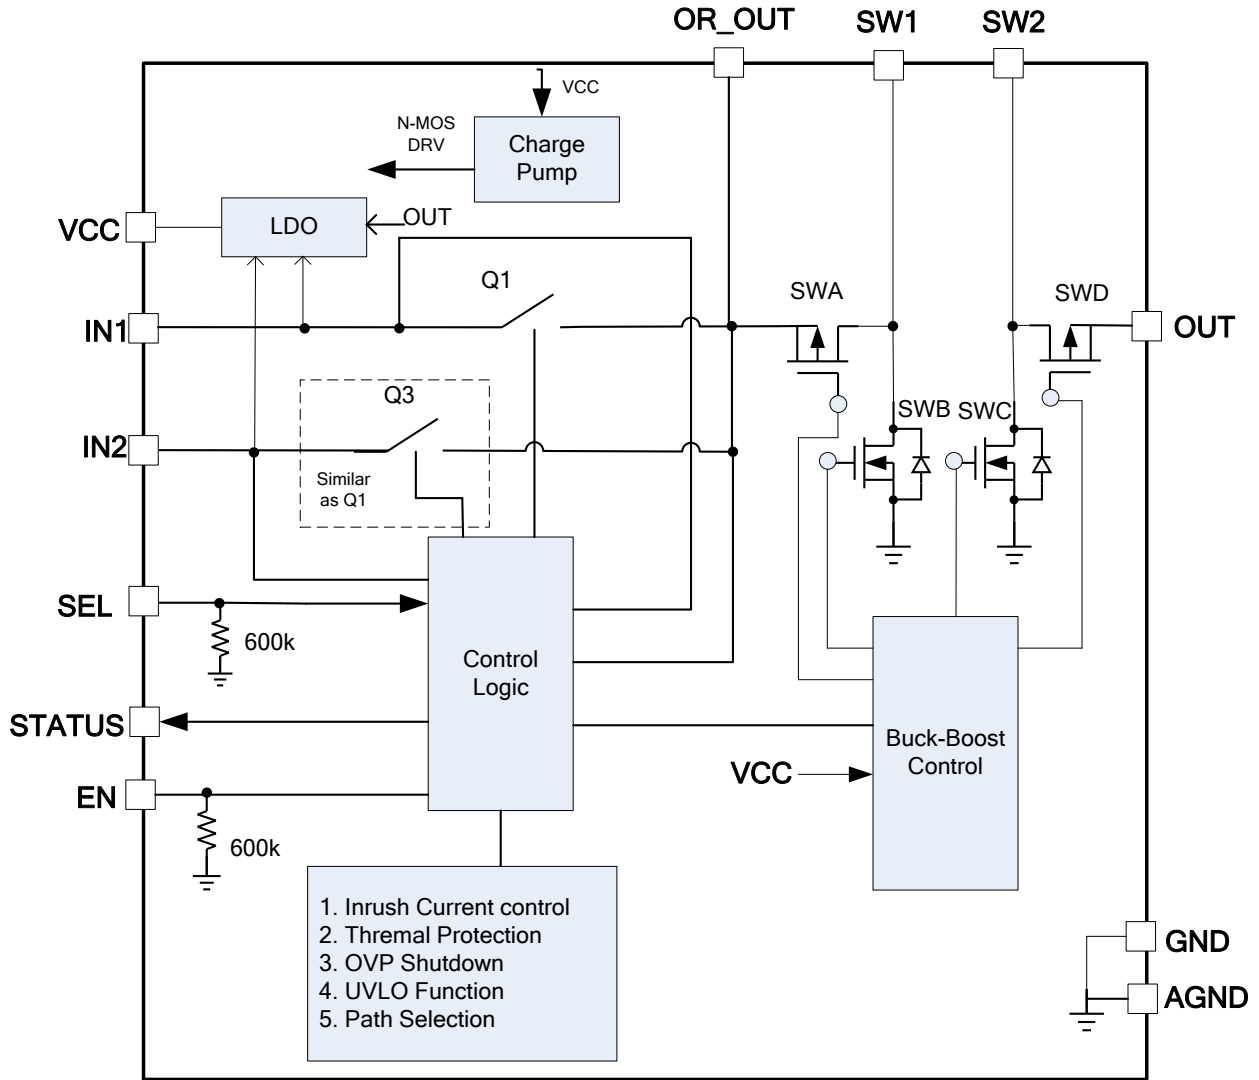 OR_OUT
SW1
SW2
VCC
N-MOS
DRV
Charge
Pump
VCC
LDO
OUT
Q1
IN1
SWA
SWD
OUT
Q3
IN2
Similar
as Q1
SWB
SWC
SEL
600k
Control
Logic
STATUS
Buck-Boost
Control
VCC
EN
600k
1. Inrush Current control
2. Thremal Protection
3. OVP Shutdown
4. UVLO Function
5. Path Selection
GND
AGND